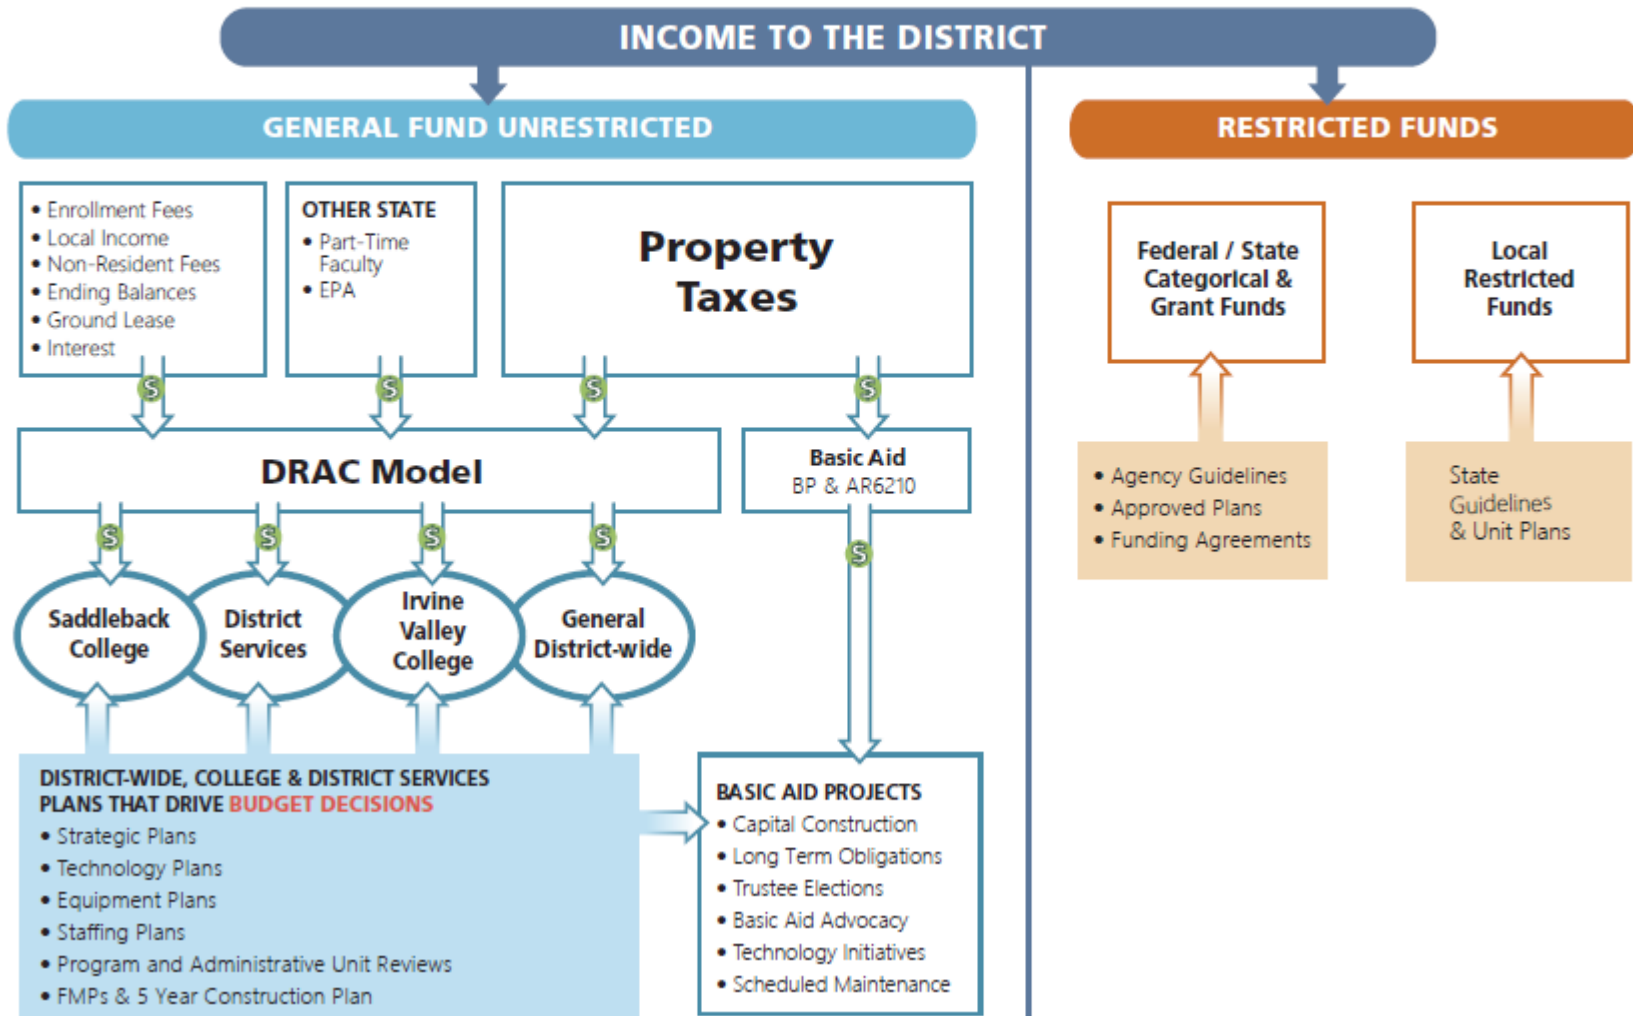 INCOME TO THE DISTRICT
GENERAL FUND UNRESTRICTED
• Enrollment Fees
• Local Income
• Non-Resident Fees
• Ending Balances
• Ground Lease
• Interest
OTHER STATE
• Part-Time
Faculty
• EPA
Property
Taxes
$
$
$
$
DRAC Model
Basic Aid
BP & AR6210
$
$
$
$
$
Saddleback
College
District
Services
Irvine
Valley
College
General
District-wide
DISTRICT-WIDE, COLLEGE & DISTRICT SERVICES
PLANS THAT DRIVE BUDGET DECISIONS
• Strategic Plans
• Technology Plans
• Equipment Plans
• Staffing Plans
• Program and Administrative Unit Reviews
• FMPs & 5 Year Construction Plan
BASIC AID PROJECTS
• Capital Construction
• Long Term Obligations
• Trustee Elections
• Basic Aid Advocacy
• Technology Initiatives
• Scheduled Maintenance
RESTRICTED FUNDS
Federal / State
Categorical &
Grant Funds
Local
Restricted
Funds
• Agency Guidelines
• Approved Plans
• Funding Agreements
State
Guidelines
& Unit Plans